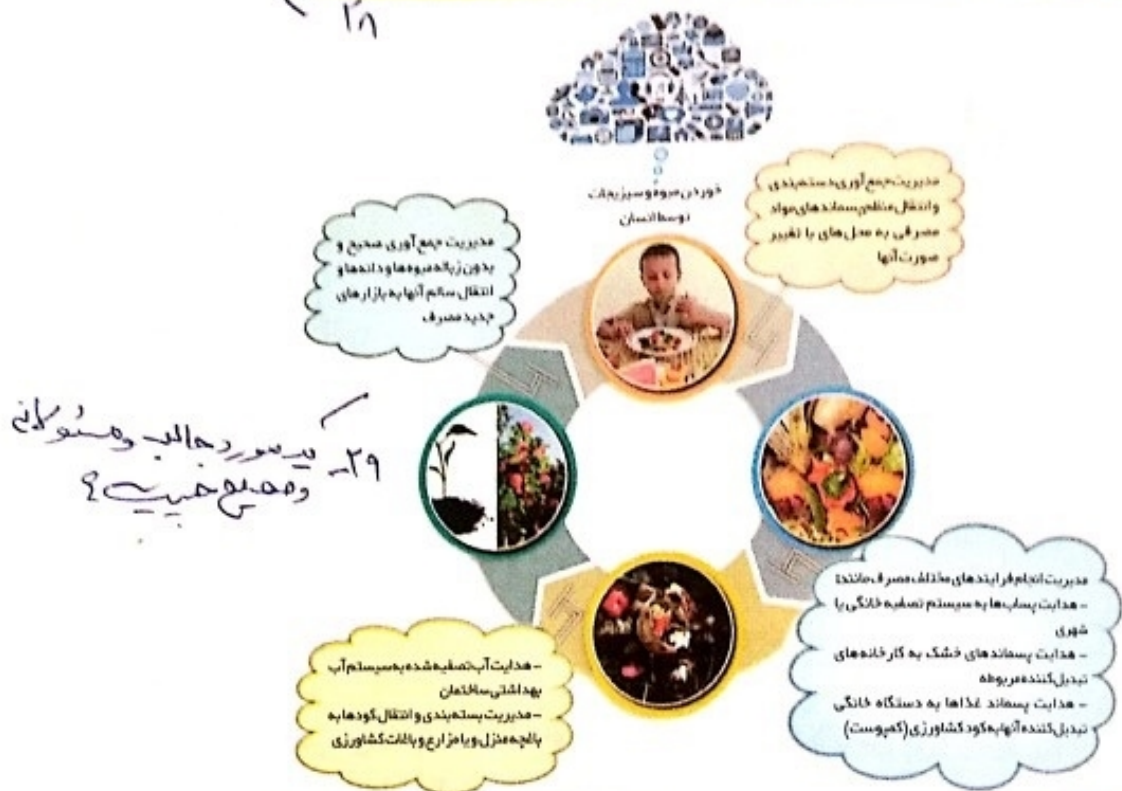 ۲۸
خوردن میوه و سبزیجات
توسط انسان
مدیریت جمع آوری، دسته بندی
و انتقال منظم پسماندهای مواد
مصرفی به محل های با تغییر
صورت آنها
مدیریت جمع آوری صحیح و
بدون زباله میوه ها و دانه ها و
انتقال سالم آنها به بازارهای
جدید مصرف
۲۹-
و صحیح چیست؟
مدیریت انجام فرایندهای مختلف مصرف مانند:
- هدایت پساب ها به سیستم تصفیه خانگی یا
شهری
- هدایت پسماندهای خشک به کارخانه های
تبدیل کننده مربوطه
- هدایت پسماند غذاها به دستگاه خانگی
تبدیل کننده آنها به کود کشاورزی (کمپوست)
- هدایت آب تصفیه شده به سیستم آب
بهداشتی ساختمان
- مدیریت بسته بندی و انتقال کودها به
باغچه منزل و یا مزارع و باغات کشاورزی